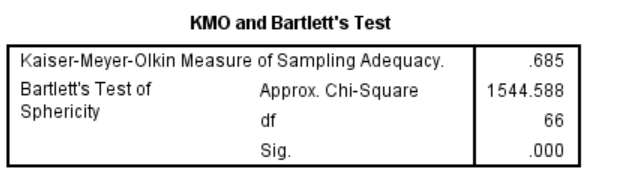 KMO and Bartlett's Test
Kaiser-Meyer-Olkin Measure of Sampling Adequacy. .685
Bartlett's Test of Sphericity Approx. Chi-Square 1544.588
df 66
Sig. .000